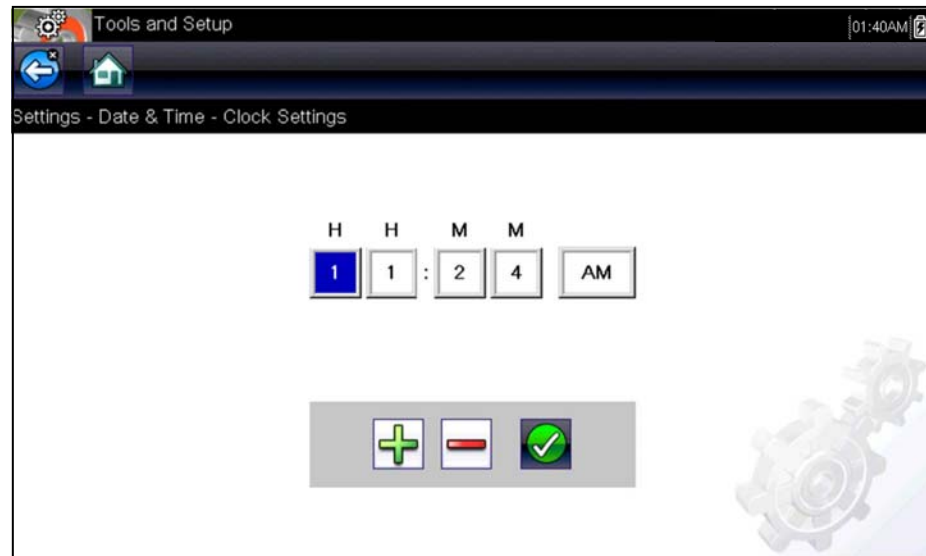 Tools and Setup 01:40AM
Settings - Date & Time - Clock Settings
H H M M
1 1 : 2 4 AM